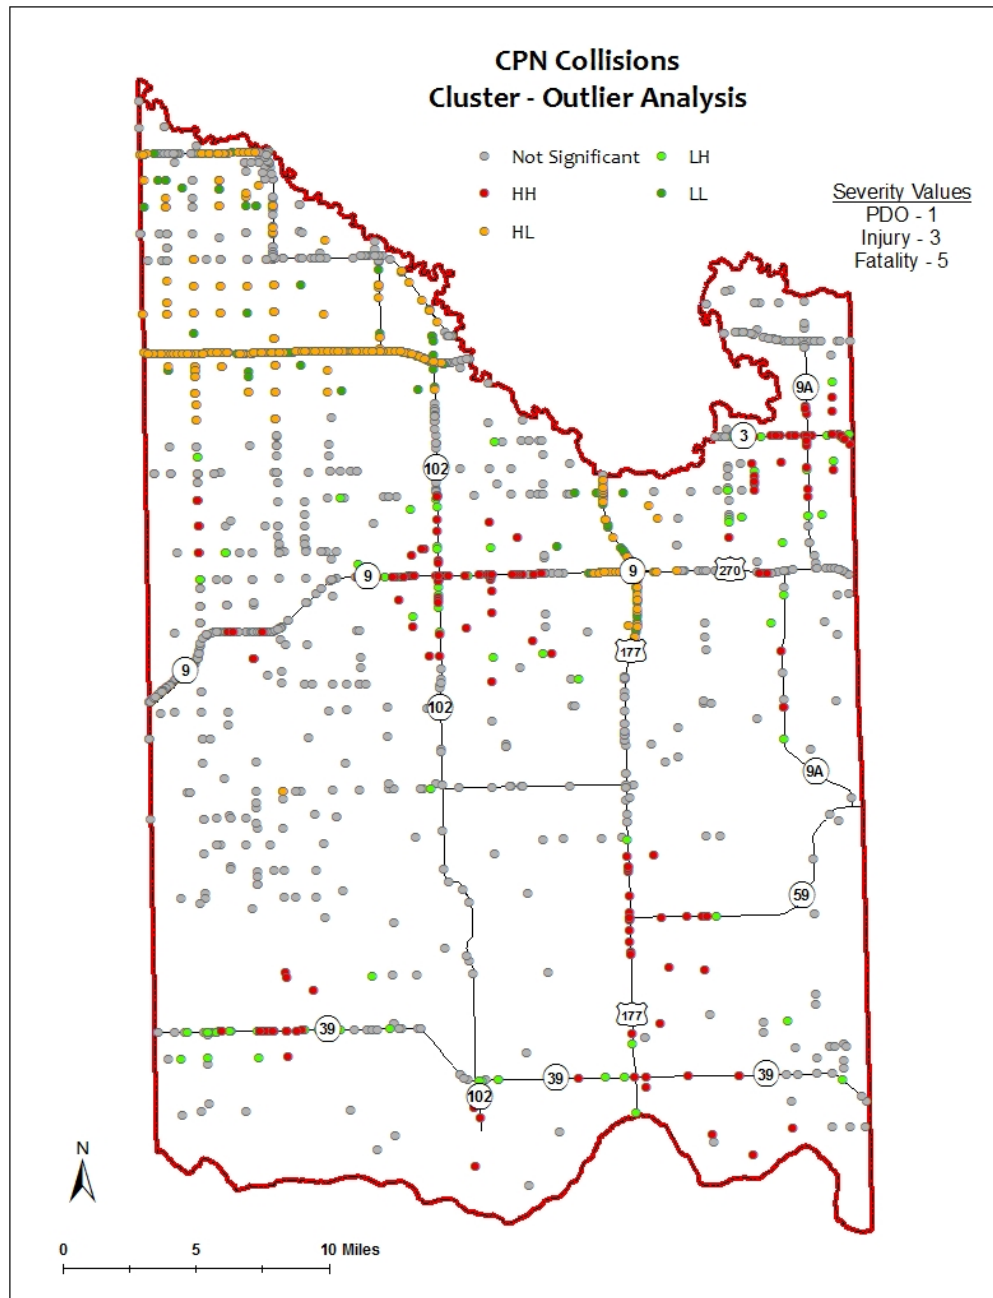 CPN Collisions
Cluster - Outlier Analysis
Not Significant
LH
HH
LL
HL
Severity Values
PDO - 1
Injury - 3
Fatality - 5
9A
3
102
9
9
270
177
9
102
9A
59
177
39
39
39
102
N
0 5 10 Miles